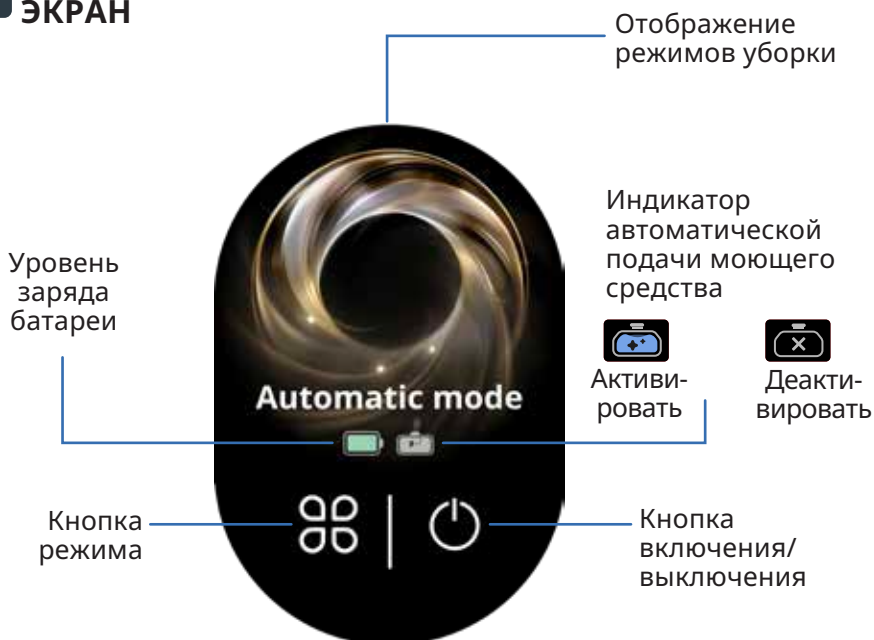 ЭКРАН
Отображение
режимов уборки
Индикатор
автоматической
подачи моющего
средства
Активи-
ровать
Деакти-
вировать
Уровень
заряда
батареи
Automatic mode
Кнопка
режима
Кнопка
включения/
выключения